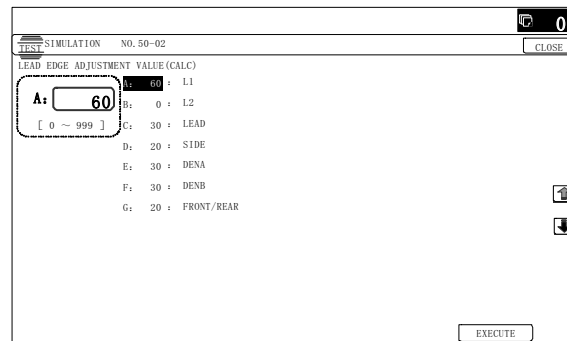 0
TEST SIMULATION NO.50-02
CLOSE
LEAD EDGE ADJUSTMENT VALUE(CALC)
A: 60
[ 0 ~ 999 ]
A: 60 : L1
B: 0 : L2
C: 30 : LEAD
D: 20 : SIDE
E: 30 : DENA
F: 30 : DENB
G: 20 : FRONT/REAR
EXECUTE